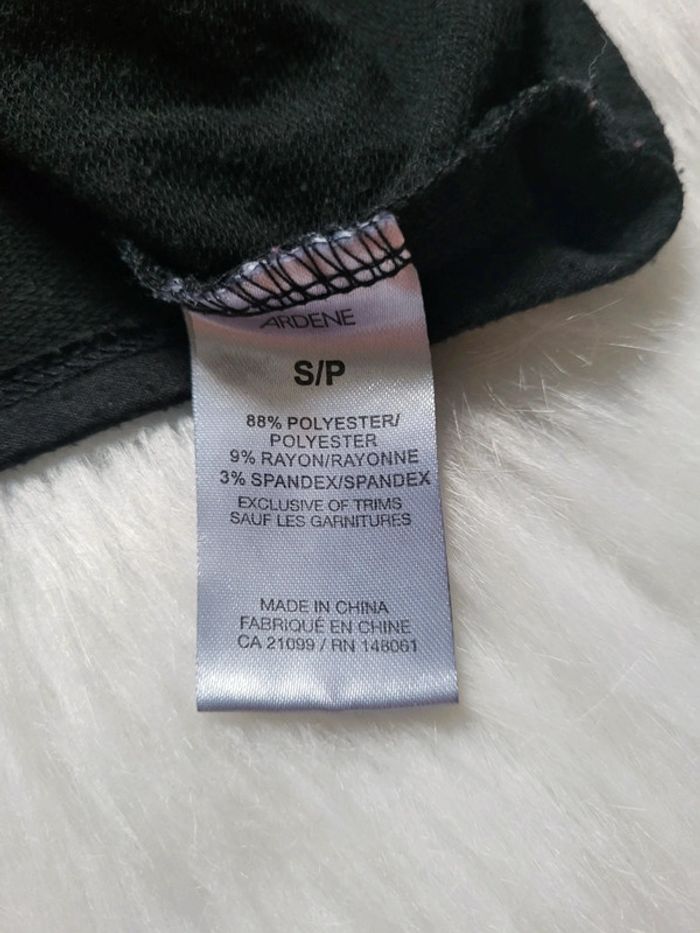 ARDENE
S/P
88% POLYESTER/
POLYESTER
9% RAYON/RAYONNE
3% SPANDEX/SPANDEX
EXCLUSIVE OF TRIMS
SAUF LES GARNITURES
MADE IN CHINA
FABRIQUÉ EN CHINE
CA 21099 / RN 148061